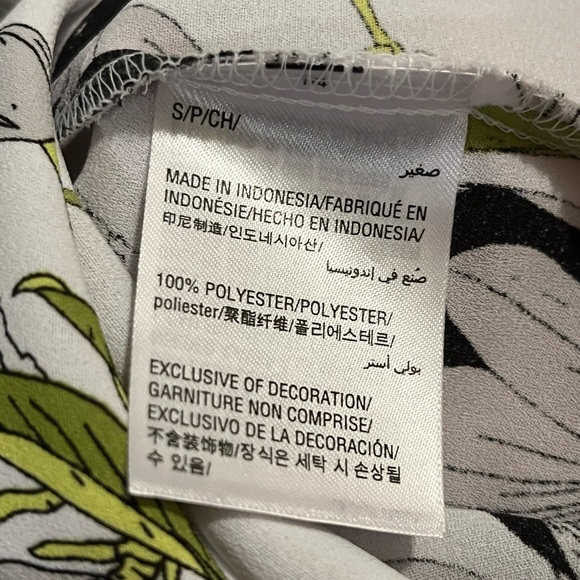 S/P/CH/
صغير
MADE IN INDONESIA/FABRIQUÉ EN
INDONÉSIE/HECHO EN INDONESIA/
印尼制造/인도네시아산/
صُنع في إندونيسيا
100% POLYESTER/POLYESTER/
poliester/聚酯纤维/폴리에스테르/
بولي أستر
EXCLUSIVE OF DECORATION/
GARNITURE NON COMPRISE/
EXCLUSIVO DE LA DECORACIÓN/
不含装饰物/장식은 세탁 시 손상될
수 있음/